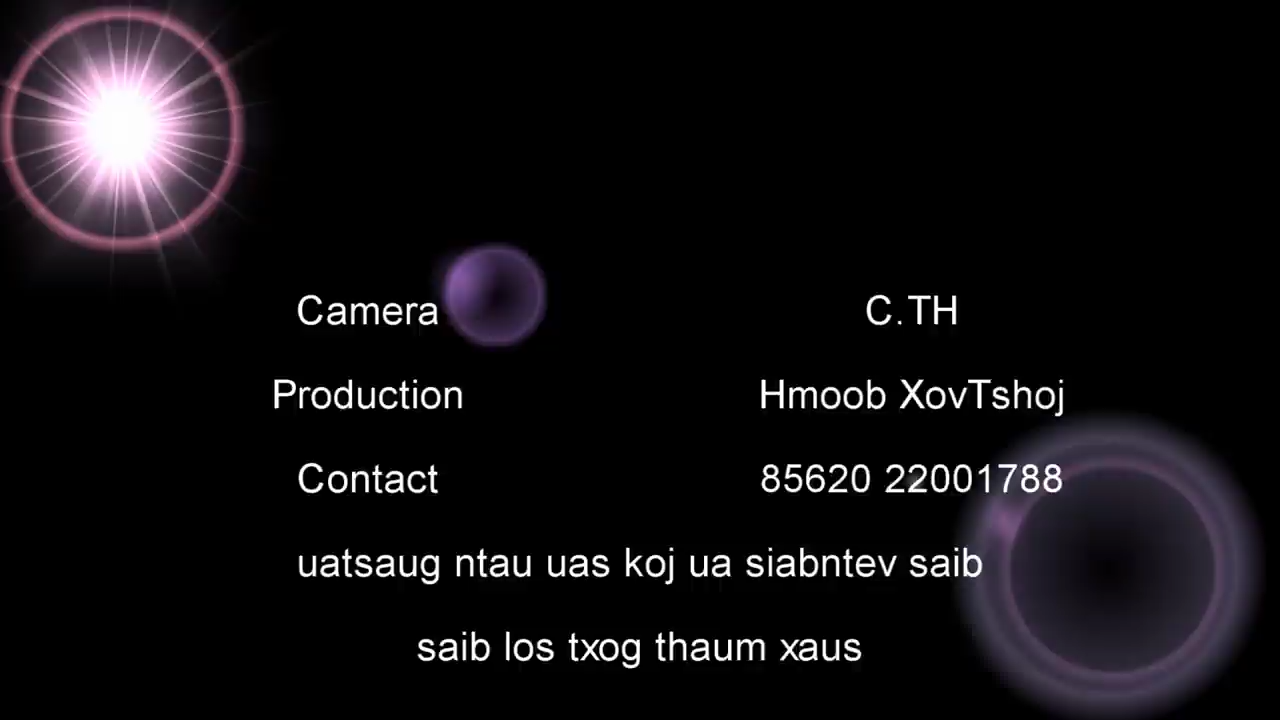 Camera C.TH
Production Hmoob XovTshoj
Contact 85620 22001788
uatsaug ntau uas koj ua siabntev saib
saib los txog thaum xaus